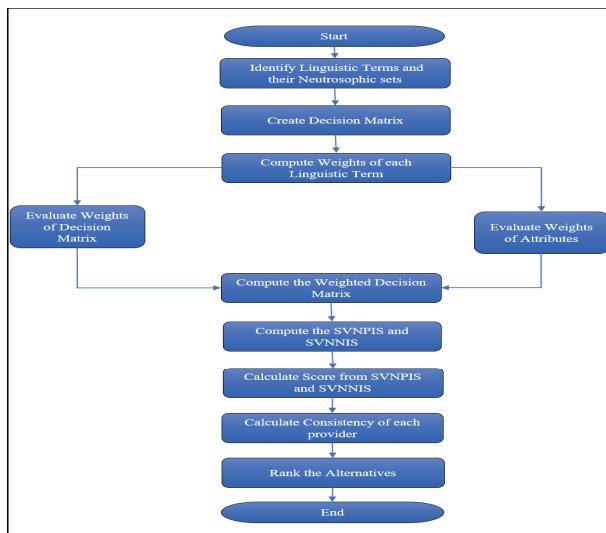 Start
Identify Linguistic Terms and
their Neutrosophic sets
Create Decision Matrix
Compute Weights of each
Linguistic Term
Evaluate Weights
of Decision
Matrix
Evaluate Weights
of Attributes
Compute the Weighted Decision
Matrix
Compute the SVNPIS and
SVNNIS
Calculate Score from SVNPIS
and SVNNIS
Calculate Consistency of each
provider
Rank the Alternatives
End